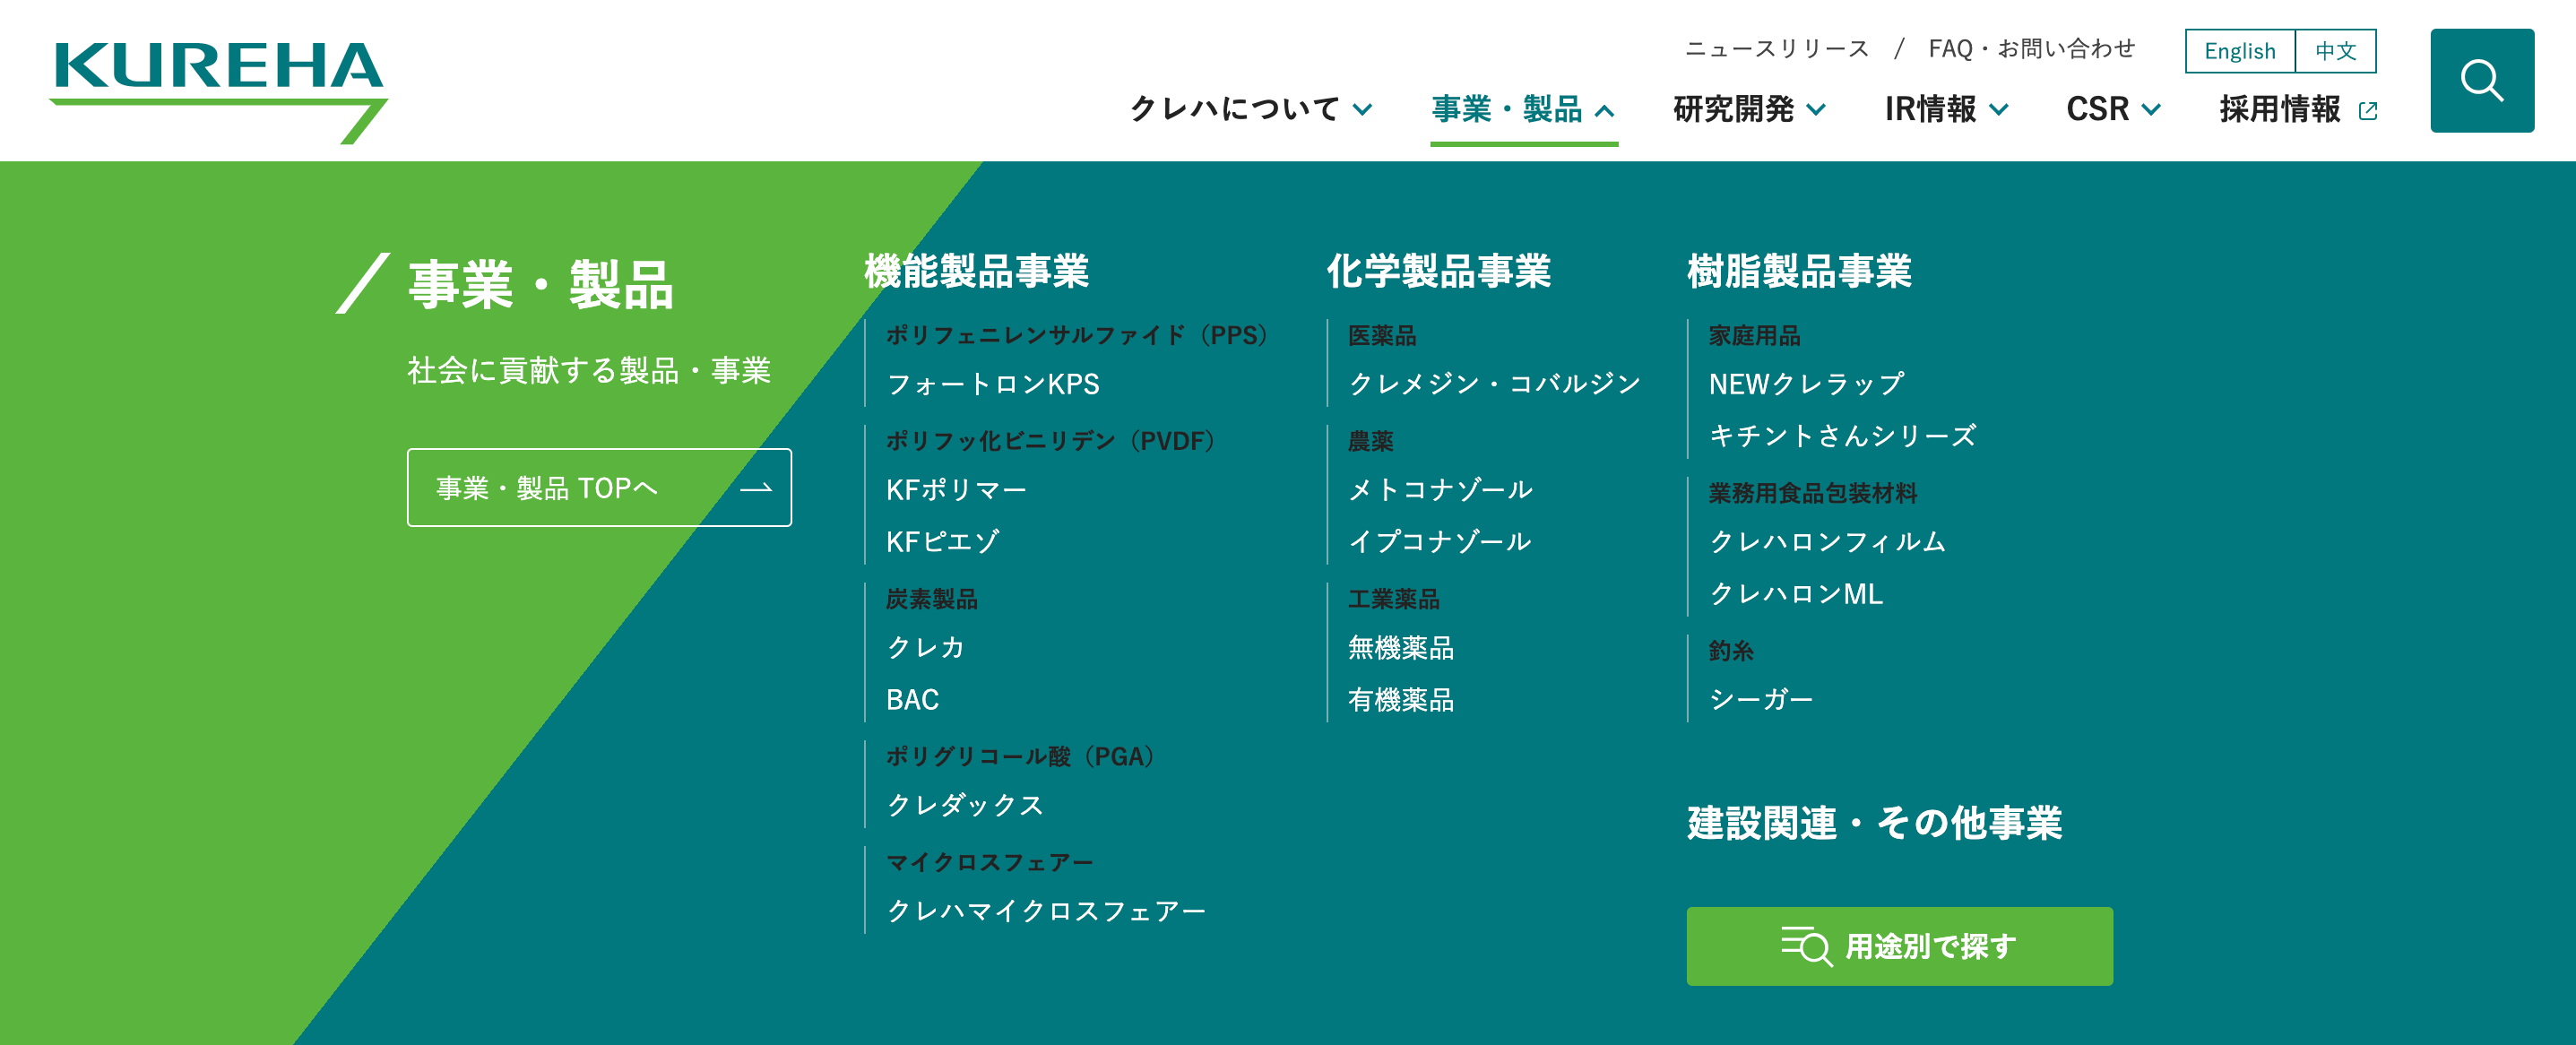 KUREHA
ニュースリリース / FAQ・お問い合わせ
English 中文
クレハについて 事業・製品 研究開発 IR情報 CSR 採用情報
事業・製品
社会に貢献する製品・事業
事業・製品 TOPへ
機能製品事業
ポリフェニレンサルファイド（PPS）
フォートロンKPS
ポリフッ化ビニリデン（PVDF）
KFポリマー
KFピエゾ
炭素製品
クレカ
BAC
ポリグリコール酸（PGA）
クレダックス
マイクロスフェアー
クレハマイクロスフェアー
化学製品事業
医薬品
クレメジン・コバルジン
農薬
メトコナゾール
イプコナゾール
工業薬品
無機薬品
有機薬品
樹脂製品事業
家庭用品
NEWクレラップ
キチントさんシリーズ
業務用食品包装材料
クレハロンフィルム
クレハロンML
釣糸
シーガー
建設関連・その他事業
用途別で探す